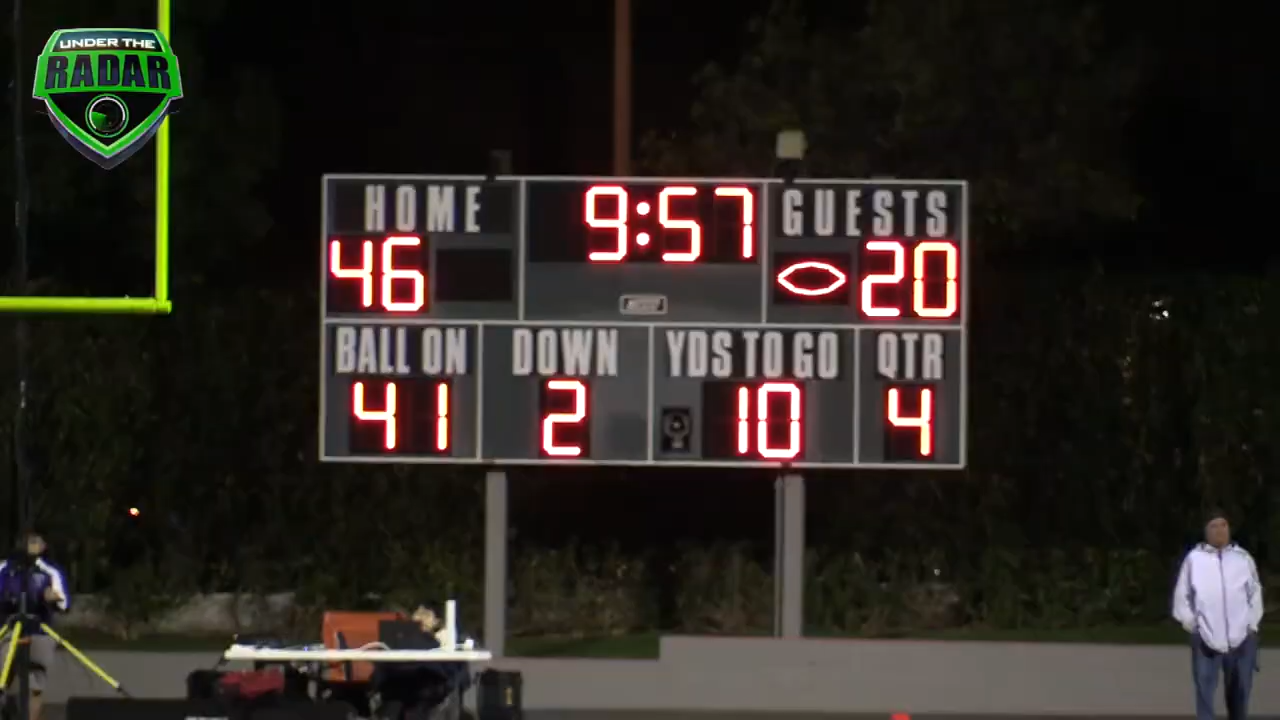 UNDER THE
RADAR
HOME 9:57 GUESTS
46 20
BALL ON DOWN YDS TO GO QTR
41 2 10 4